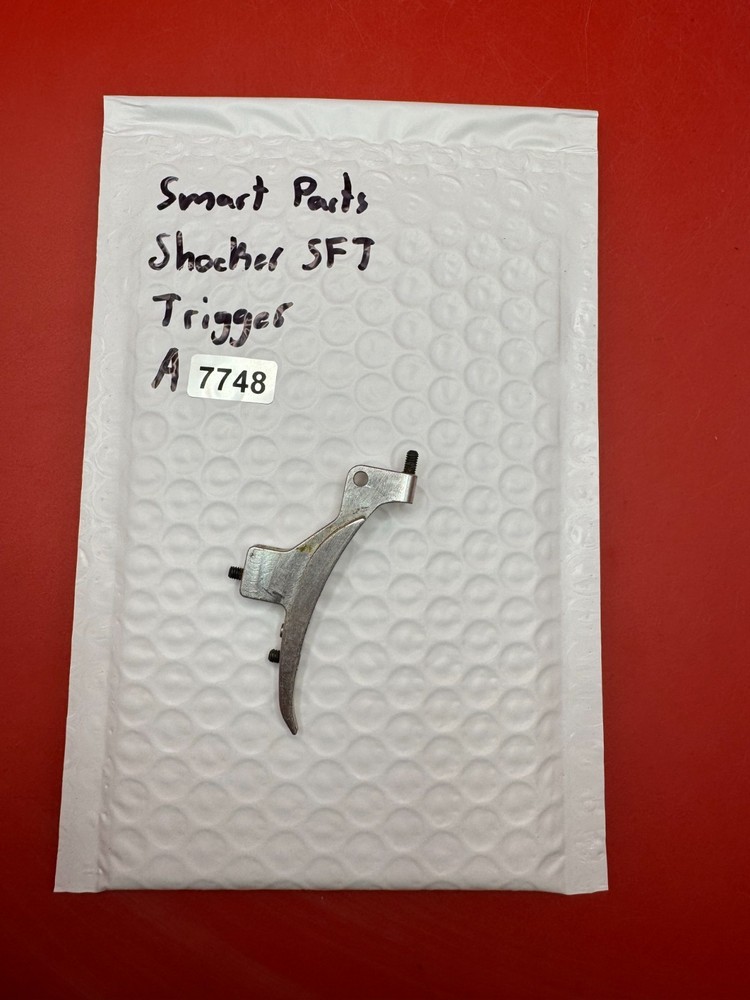 Smart Parts
Shocker SFT
Trigger
A 7748